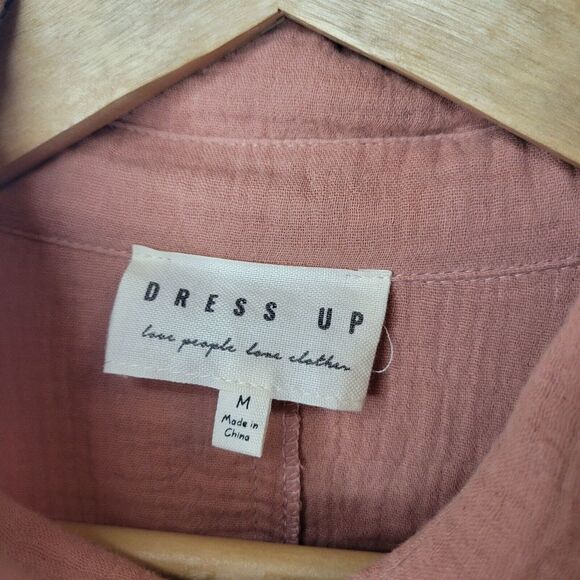 DRESS UP
love people love clothes
M
Made in
China